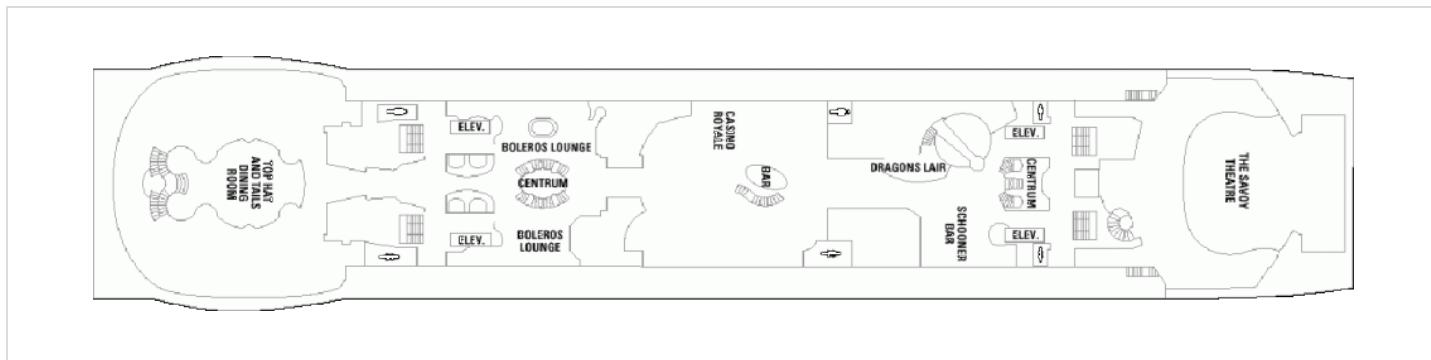 TOP HAT
AND TAILS
DINING
ROOM
ELEV.
BOLEROS LOUNGE
CENTRUM
BOLEROS
LOUNGE
ELEV.
CASINO
ROYALE
BAR
DRAGONS LAIR
SCHOONER
BAR
ELEV.
CEMTRUM
ELEV.
THE SAVOY
THEATRE